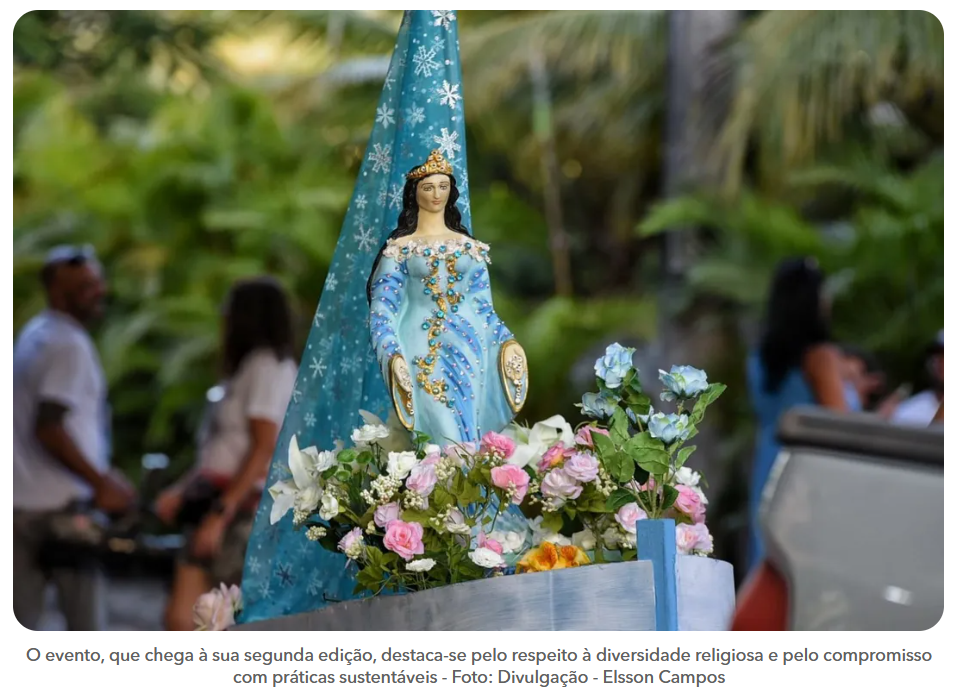 O evento, que chega à sua segunda edição, destaca-se pelo respeito à diversidade religiosa e pelo compromisso
com práticas sustentáveis - Foto: Divulgação - Elsson Campos